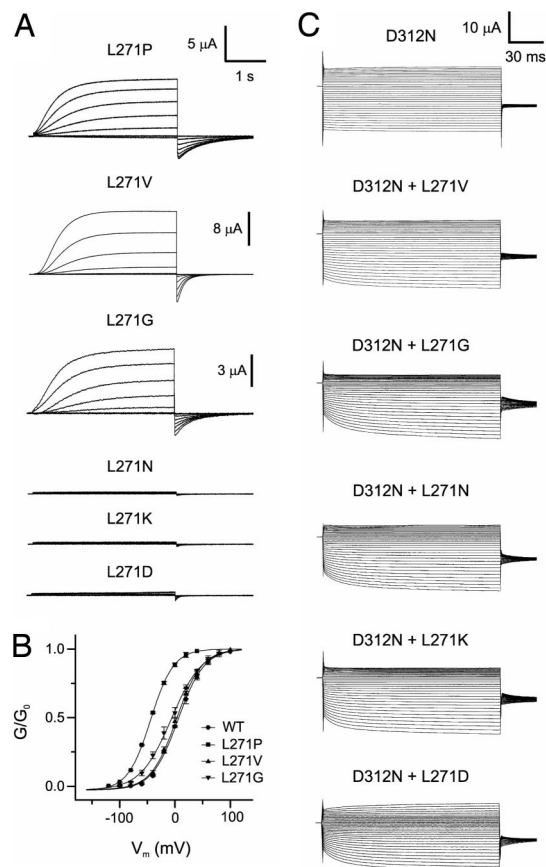 A
L271P
5 μA
1 s
L271V
8 μA
L271G
3 μA
L271N
L271K
L271D
B
G/G₀
1.0
0.5
0.0
WT
L271P
L271V
L271G
-100
0
100
Vₘ (mV)
C
D312N
10 μA
30 ms
D312N + L271V
D312N + L271G
D312N + L271N
D312N + L271K
D312N + L271D